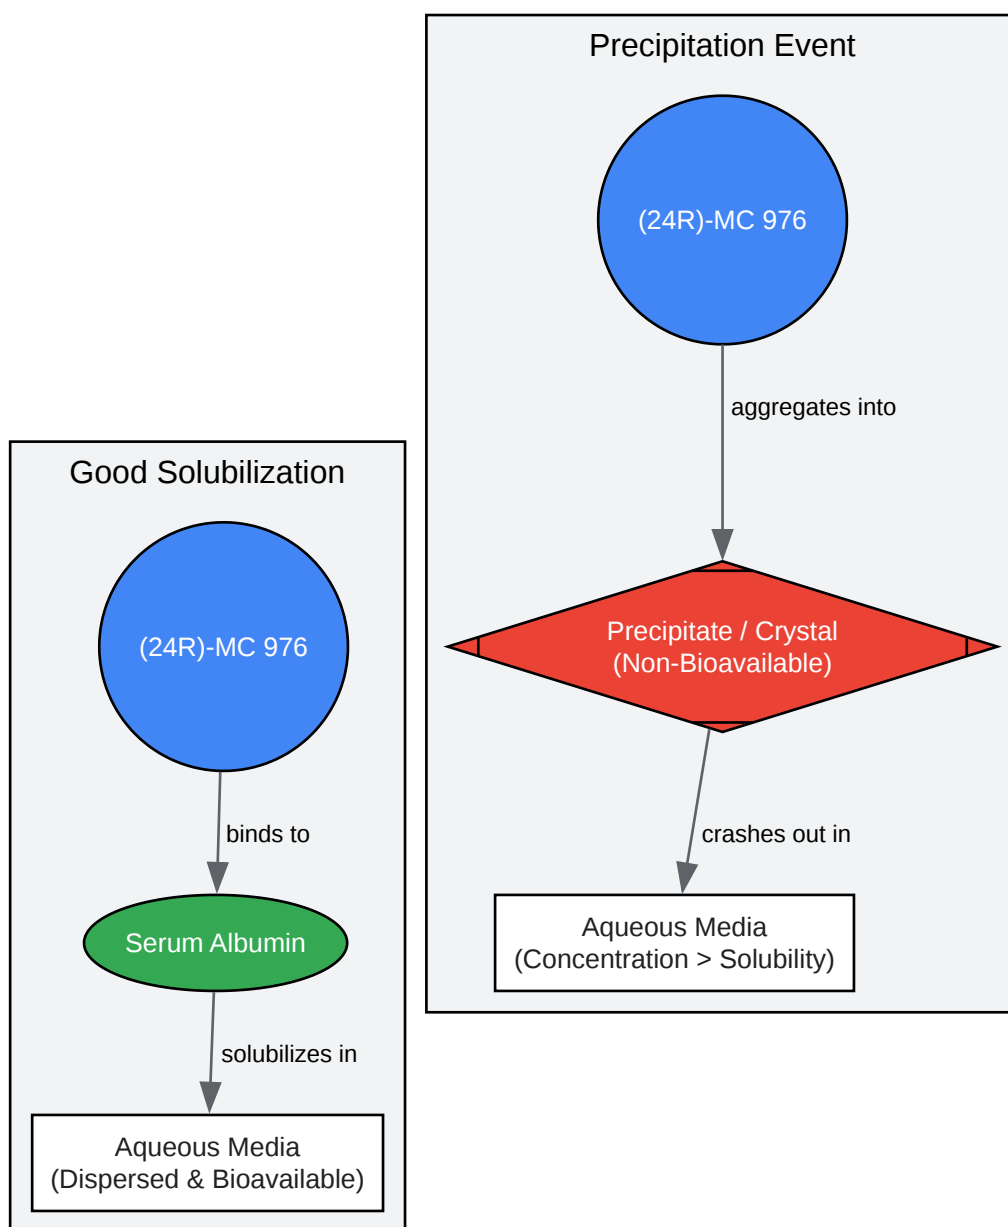 Good Solubilization
(24R)-MC 976
binds to
Serum Albumin
solubilizes in
Aqueous Media
(Dispersed & Bioavailable)
Precipitation Event
(24R)-MC 976
aggregates into
Precipitate / Crystal
(Non-Bioavailable)
crashes out in
Aqueous Media
(Concentration > Solubility)